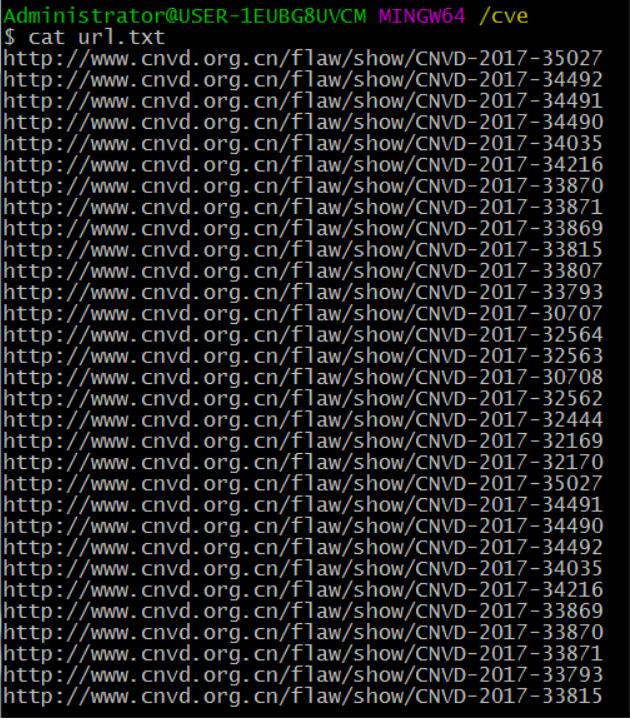 Administrator@USER-1EUBG8UVCM MINGW64 /cve
$ cat url.txt
http://www.cnvd.org.cn/flaw/show/CNVD-2017-35027
http://www.cnvd.org.cn/flaw/show/CNVD-2017-34492
http://www.cnvd.org.cn/flaw/show/CNVD-2017-34491
http://www.cnvd.org.cn/flaw/show/CNVD-2017-34490
http://www.cnvd.org.cn/flaw/show/CNVD-2017-34035
http://www.cnvd.org.cn/flaw/show/CNVD-2017-34216
http://www.cnvd.org.cn/flaw/show/CNVD-2017-33870
http://www.cnvd.org.cn/flaw/show/CNVD-2017-33871
http://www.cnvd.org.cn/flaw/show/CNVD-2017-33869
http://www.cnvd.org.cn/flaw/show/CNVD-2017-33815
http://www.cnvd.org.cn/flaw/show/CNVD-2017-33807
http://www.cnvd.org.cn/flaw/show/CNVD-2017-33793
http://www.cnvd.org.cn/flaw/show/CNVD-2017-30707
http://www.cnvd.org.cn/flaw/show/CNVD-2017-32564
http://www.cnvd.org.cn/flaw/show/CNVD-2017-32563
http://www.cnvd.org.cn/flaw/show/CNVD-2017-30708
http://www.cnvd.org.cn/flaw/show/CNVD-2017-32562
http://www.cnvd.org.cn/flaw/show/CNVD-2017-32444
http://www.cnvd.org.cn/flaw/show/CNVD-2017-32169
http://www.cnvd.org.cn/flaw/show/CNVD-2017-32170
http://www.cnvd.org.cn/flaw/show/CNVD-2017-35027
http://www.cnvd.org.cn/flaw/show/CNVD-2017-34491
http://www.cnvd.org.cn/flaw/show/CNVD-2017-34490
http://www.cnvd.org.cn/flaw/show/CNVD-2017-34492
http://www.cnvd.org.cn/flaw/show/CNVD-2017-34035
http://www.cnvd.org.cn/flaw/show/CNVD-2017-34216
http://www.cnvd.org.cn/flaw/show/CNVD-2017-33869
http://www.cnvd.org.cn/flaw/show/CNVD-2017-33870
http://www.cnvd.org.cn/flaw/show/CNVD-2017-33871
http://www.cnvd.org.cn/flaw/show/CNVD-2017-33793
http://www.cnvd.org.cn/flaw/show/CNVD-2017-33815